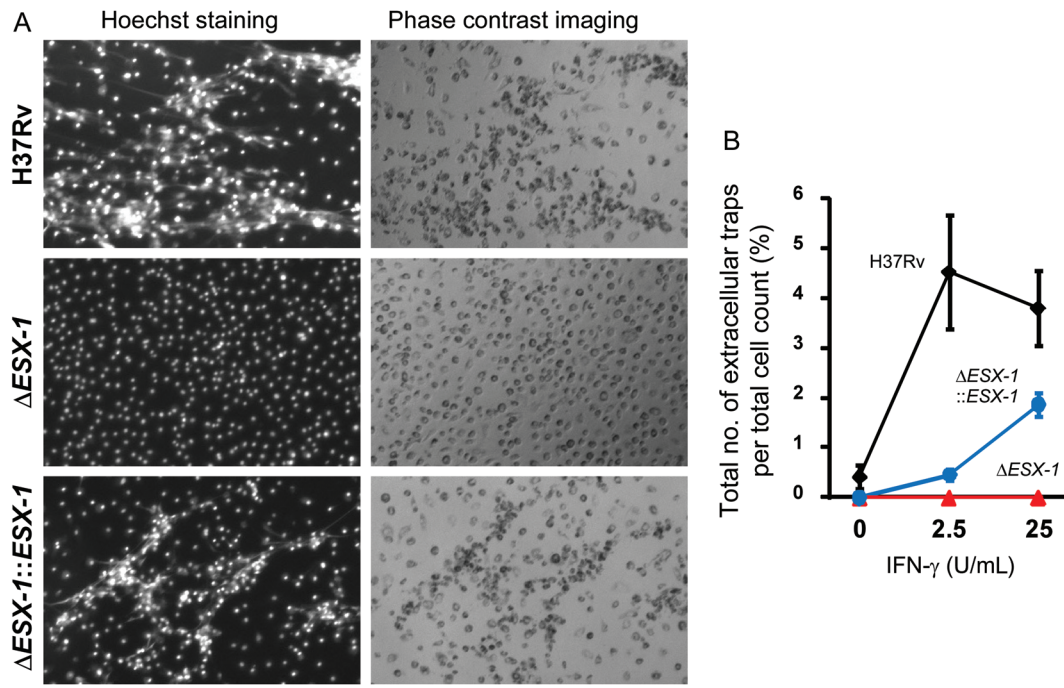 A
Hoechst staining
Phase contrast imaging
H37Rv
ΔESX-1
ΔESX-1::ESX-1
B
Total no. of extracellular traps
per total cell count (%)
6
5
4
3
2
1
0
H37Rv
ΔESX-1
::ESX-1
ΔESX-1
0
2.5
25
IFN-γ (U/mL)